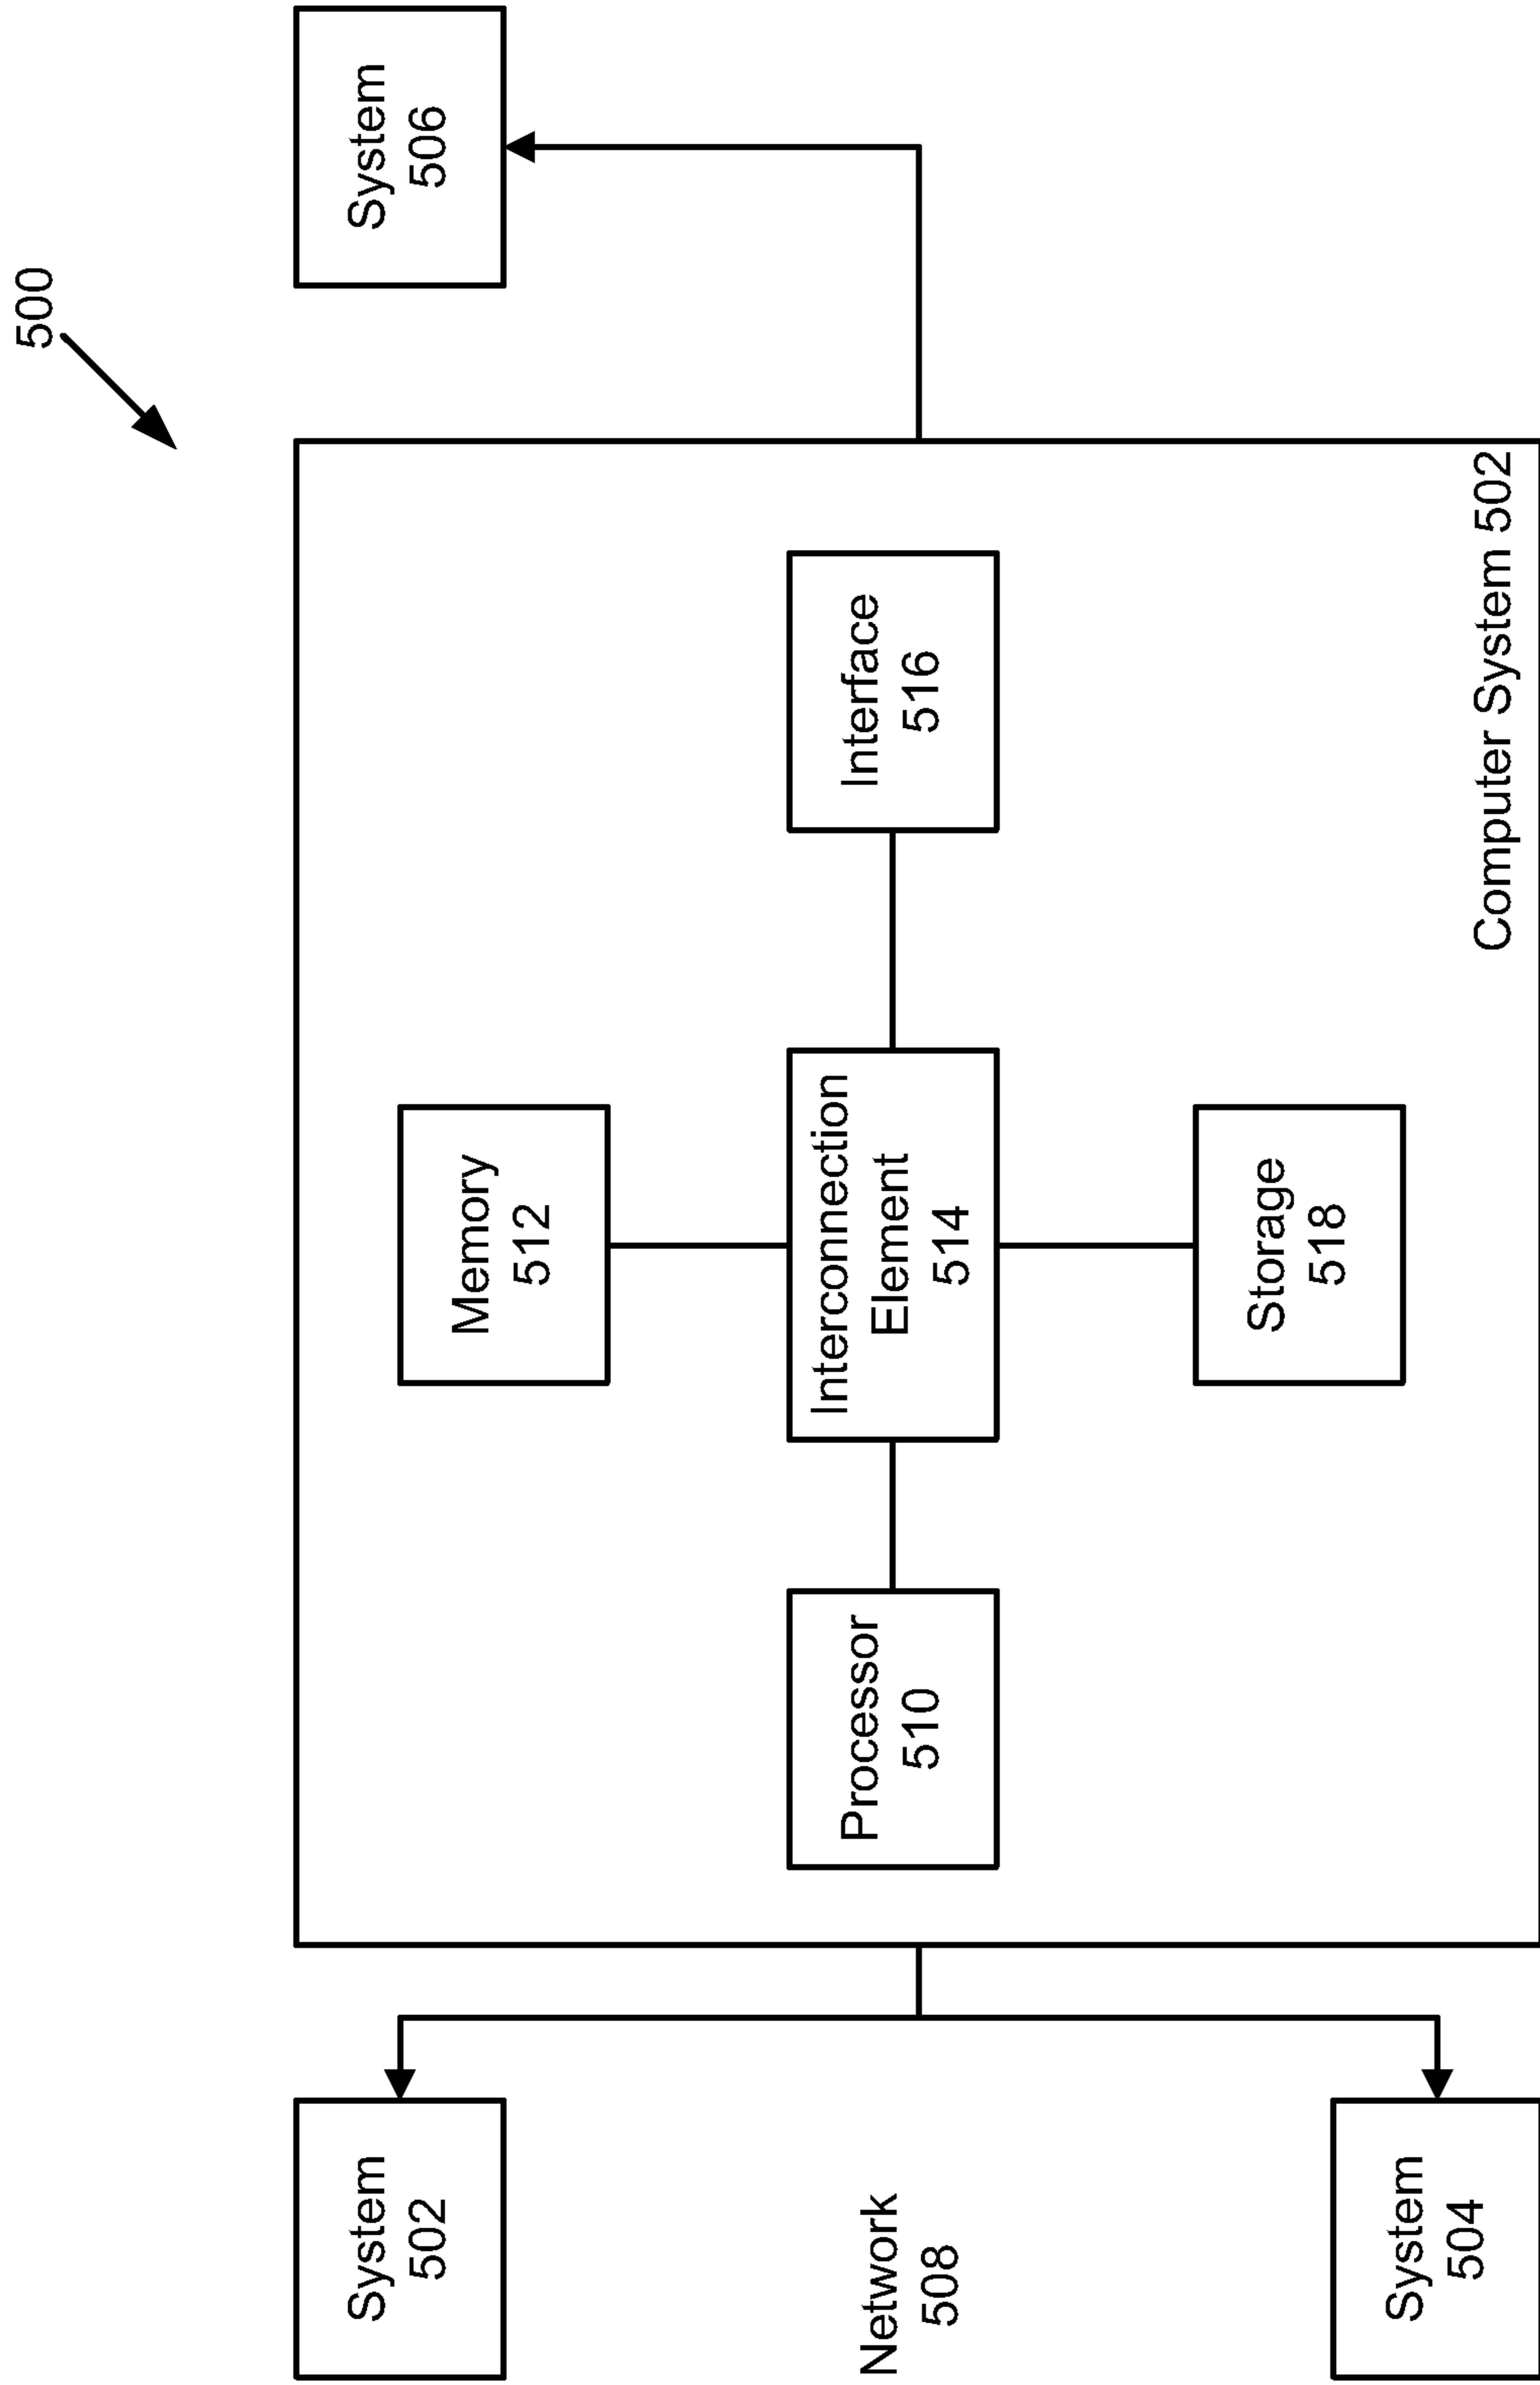 500
System
502
Network
508
System
504
Memory
512
Processor
510
Interconnection
Element
514
Interface
516
Storage
518
Computer System 502
System
506